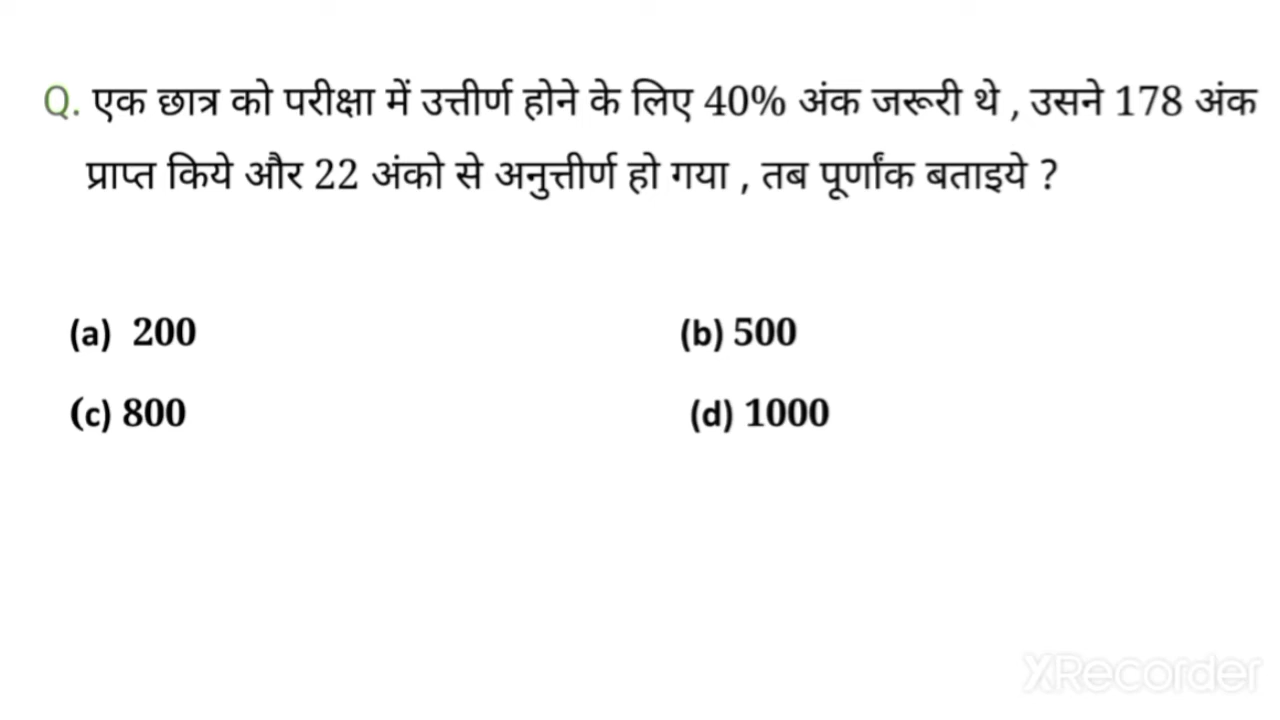 Q. एक छात्र को परीक्षा में उत्तीर्ण होने के लिए 40% अंक जरूरी थे , उसने 178 अंक
प्राप्त किये और 22 अंको से अनुत्तीर्ण हो गया , तब पूर्णांक बताइये ?
(a) 200 (b) 500
(c) 800 (d) 1000
XRecorder